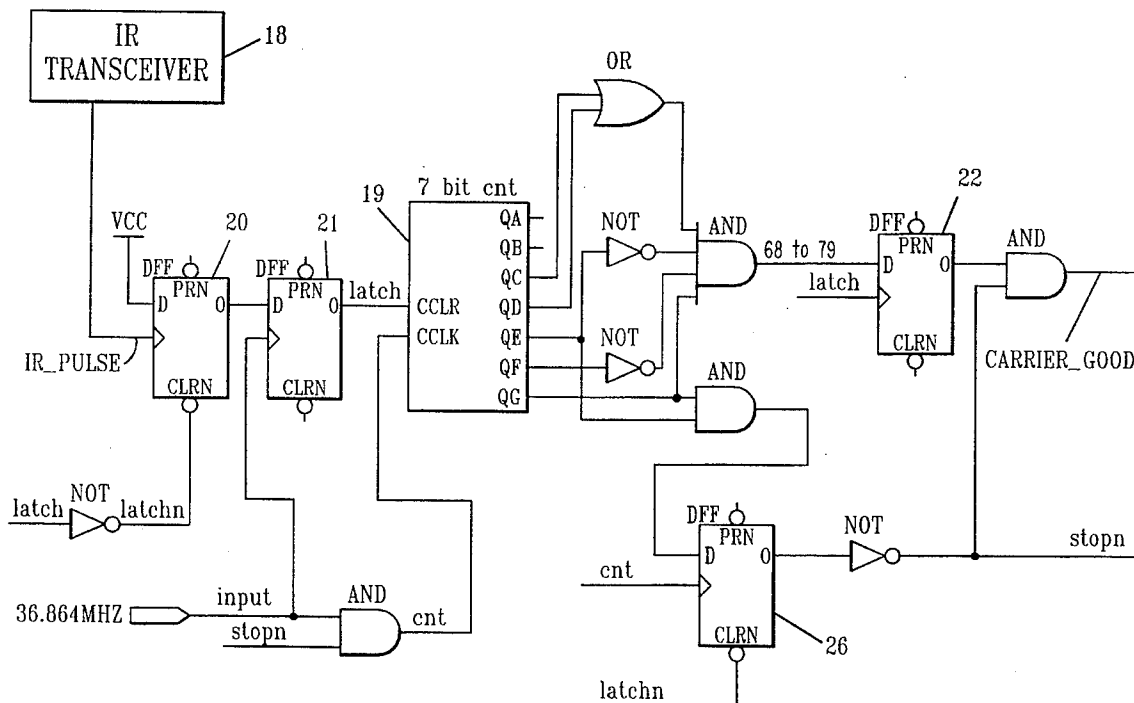 IR
TRANSCEIVER
18
OR
7 bit cnt
19
QA
QB
QC
QD
QE
QF
QG
CCLR
CCLK
NOT
AND
68 to 79
NOT
AND
22
DFF
PRN
D
O
CLRN
latch
AND
CARRIER_GOOD
VCC
20
DFF
PRN
D
O
CLRN
IR_PULSE
21
DFF
PRN
D
O
CLRN
latch
latch
NOT
latchn
36.864MHZ
input
stopn
AND
cnt
DFF
PRN
D
O
CLRN
cnt
26
latchn
NOT
stopn